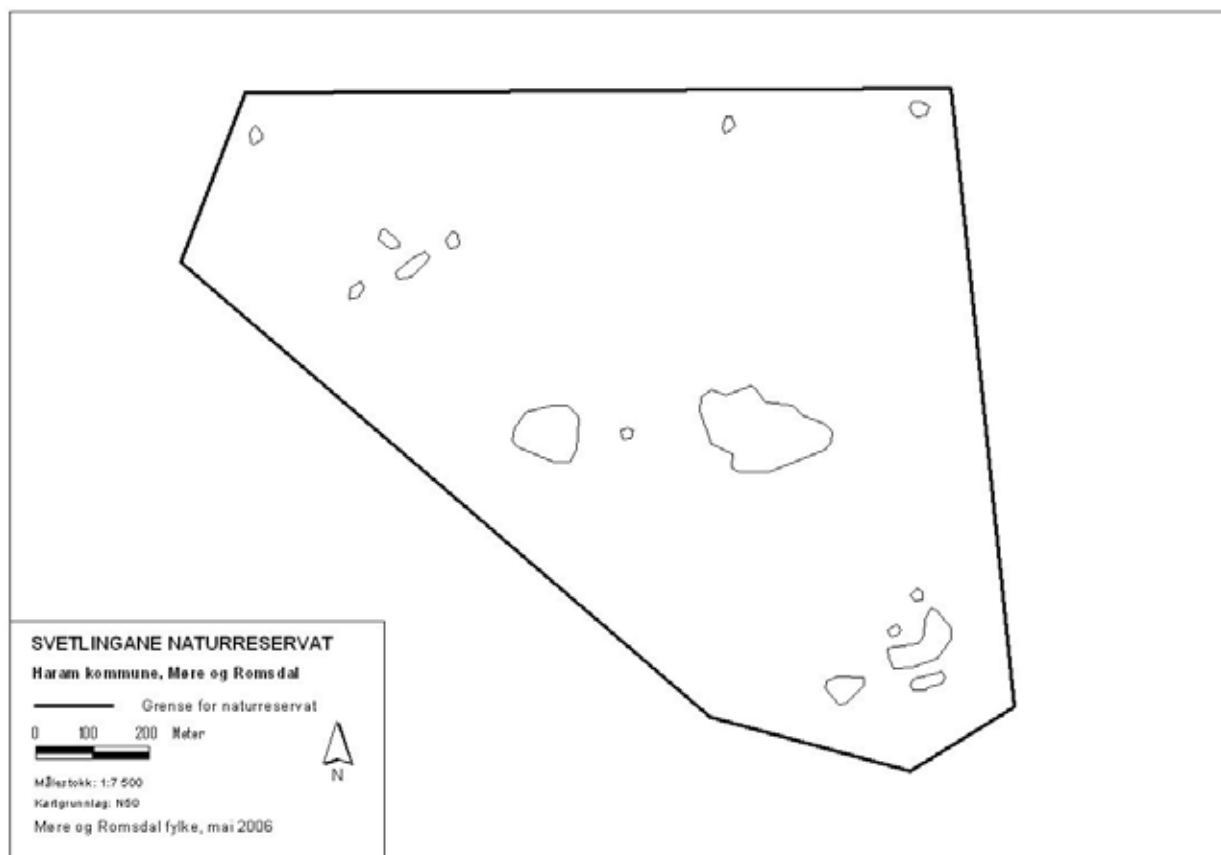 SVETLINGANE NATURRESERVAT
Haram kommune, Møre og Romsdal
Grense for naturreservat
0 100 200 Meter
N
Målestokk: 1:7 500
Kartgrunnlag: N50
Møre og Romsdal fylke, mai 2006